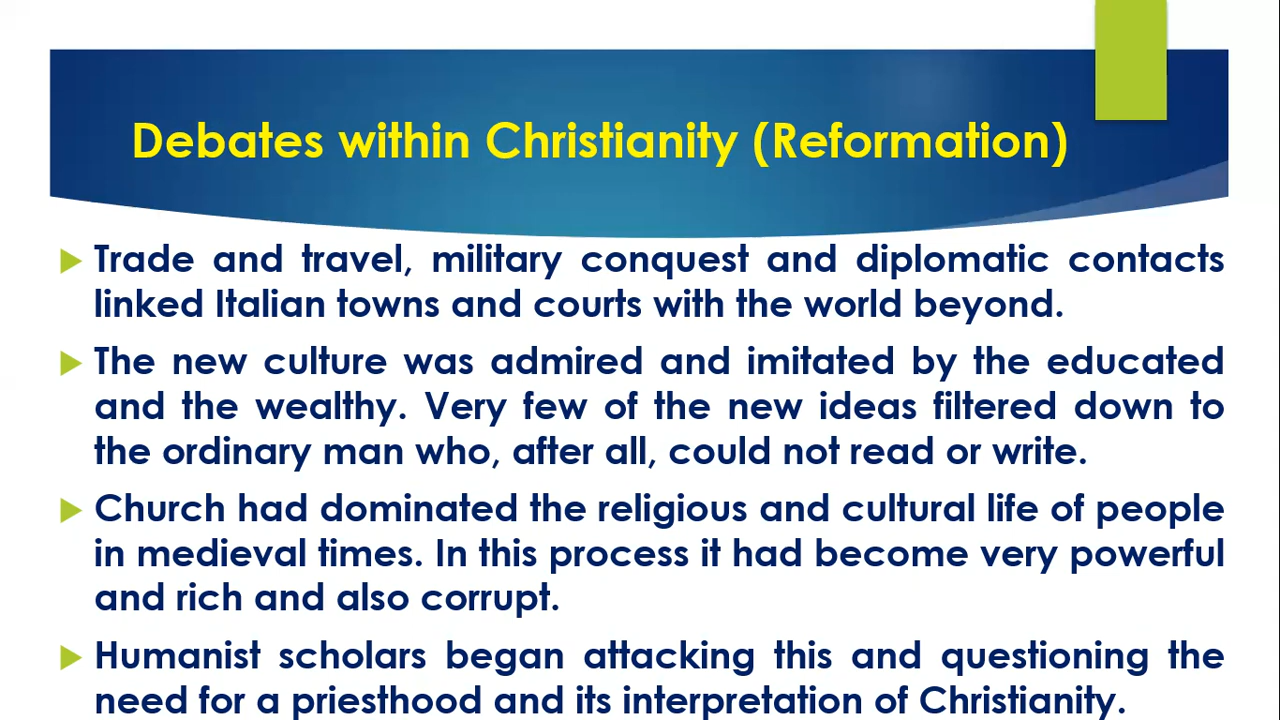 Debates within Christianity (Reformation)
Trade and travel, military conquest and diplomatic contacts
linked Italian towns and courts with the world beyond.
The new culture was admired and imitated by the educated
and the wealthy. Very few of the new ideas filtered down to
the ordinary man who, after all, could not read or write.
Church had dominated the religious and cultural life of people
in medieval times. In this process it had become very powerful
and rich and also corrupt.
Humanist scholars began attacking this and questioning the
need for a priesthood and its interpretation of Christianity.